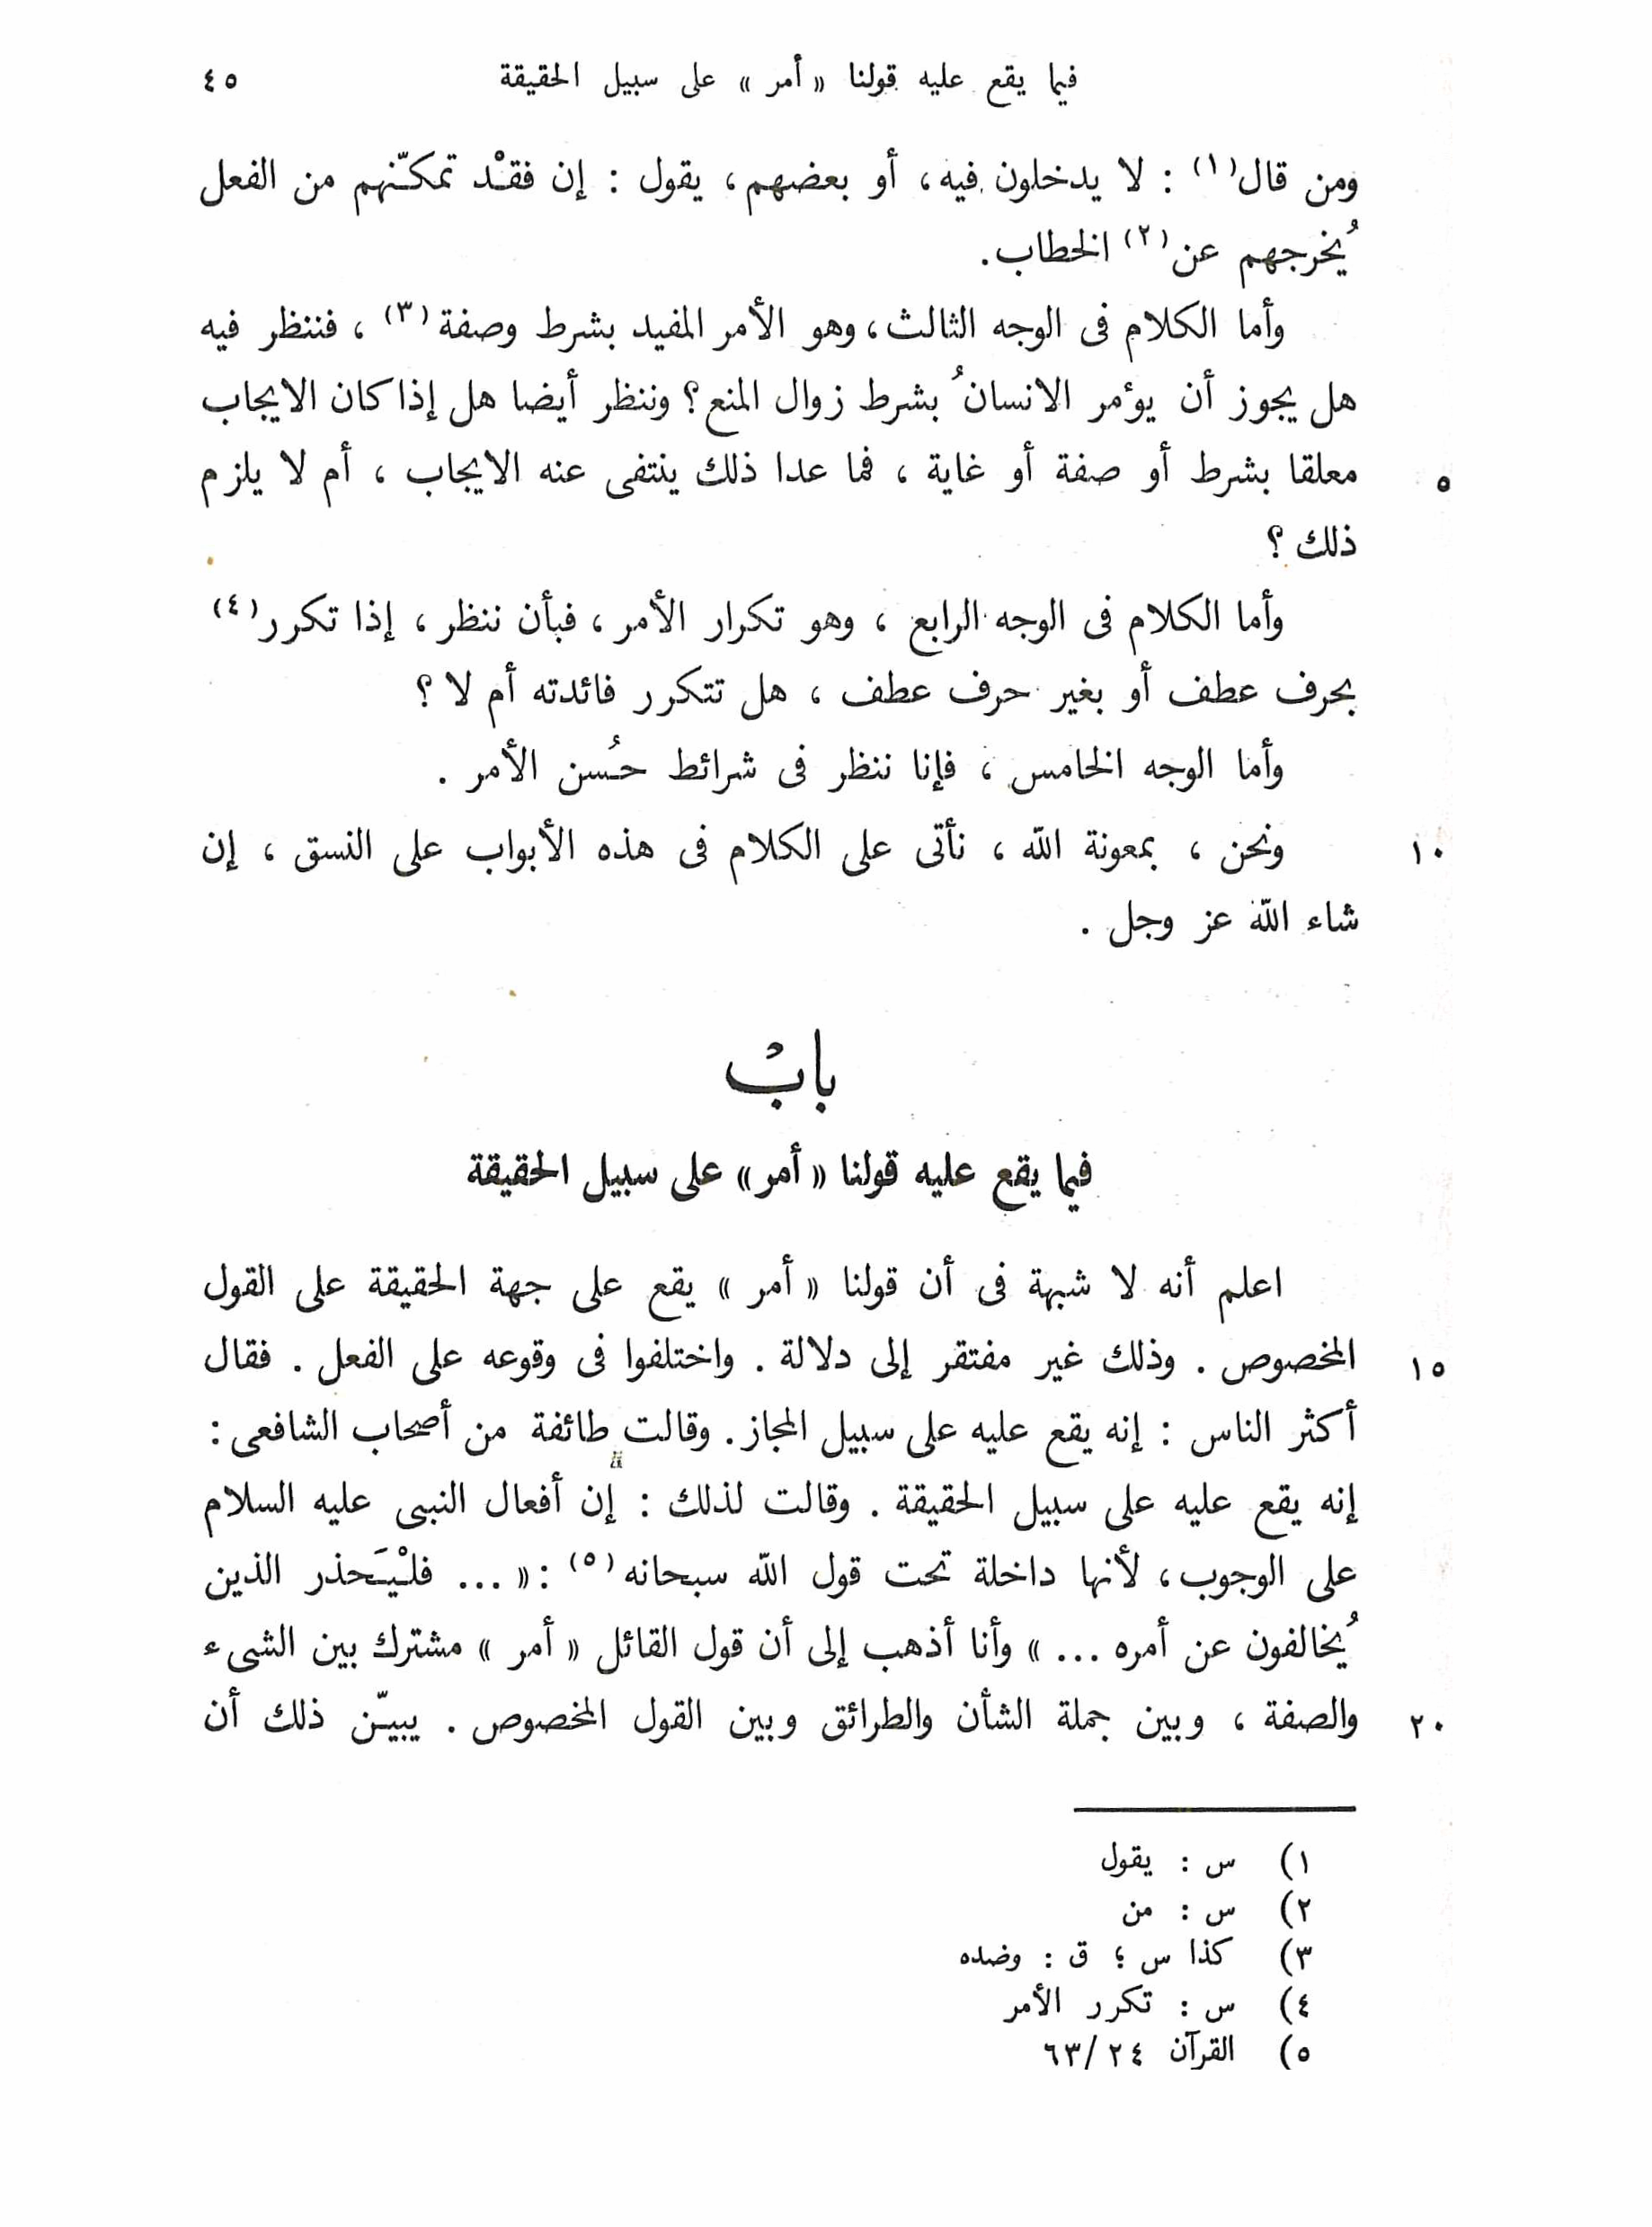 فيما يقع عليه قولنا « أمر » على سبيل الحقيقة ٤٥
ومن قال(١) : لا يدخلون فيه، أو بعضهم، يقول : إن فقْد تمكّنهم من الفعل
يُخرجهم عن(٢) الخطاب.
وأما الكلام فى الوجه الثالث، وهو الأمر المفيد بشرط وصفة(٣) ، فننظر فيه
هل يجوز أن يوُمر الانسانُ بشرط زوال المنع؟ وننظر أيضا هل إذا كان الايجاب
معلقا بشرط أو صفة أو غاية ، فما عدا ذلك ينتفى عنه الايجاب ، أم لا يلزم ٥
ذلك ؟
وأما الكلام فى الوجه الرابع ، وهو تكرار الأمر ، فبأن ننظر ، إذا تكرر(٤)
بحرف عطف أو بغير حرف عطف ، هل تتكرر فائدته أم لا ؟
وأما الوجه الخامس ، فإنا ننظر فى شرائط حُسن الأمر .
ونحن ، بمعونة الله ، نأتى على الكلام فى هذه الأبواب على النسق ، إن ١٠
شاء الله عز وجل .
بابْ
فيما يقع عليه قولنا « أمر » على سبيل الحقيقة
اعلم أنه لا شبهة فى أن قولنا « أمر » يقع على جهة الحقيقة على القول
المخصوص . وذلك غير مفتقر إلى دلالة . واختلفوا فى وقوعه على الفعل . فقال ١٥
أكثر الناس : إنه يقع عليه على سبيل المجاز. وقالت طائفة من أصحاب الشافعى :
إنه يقع عليه على سبيل الحقيقة . وقالت لذلك : إن أفعال النبى عليه السلام
على الوجوب، لأنها داخلة تحت قول الله سبحانه(٥) : « ... فلْيَحذر الذين
يُخالفون عن أمره ... » وأنا أذهب إلى أن قول القائل « أمر » مشترك بين الشىء
والصفة ، وبين جملة الشأن والطرائق وبين القول المخصوص . يبيّن ذلك أن ٢٠
١) س : يقول
٢) س : من
٣) كذا س ؛ ق : وضده
٤) س : تكرر الأمر
٥) القرآن ٢٤ /٦٣